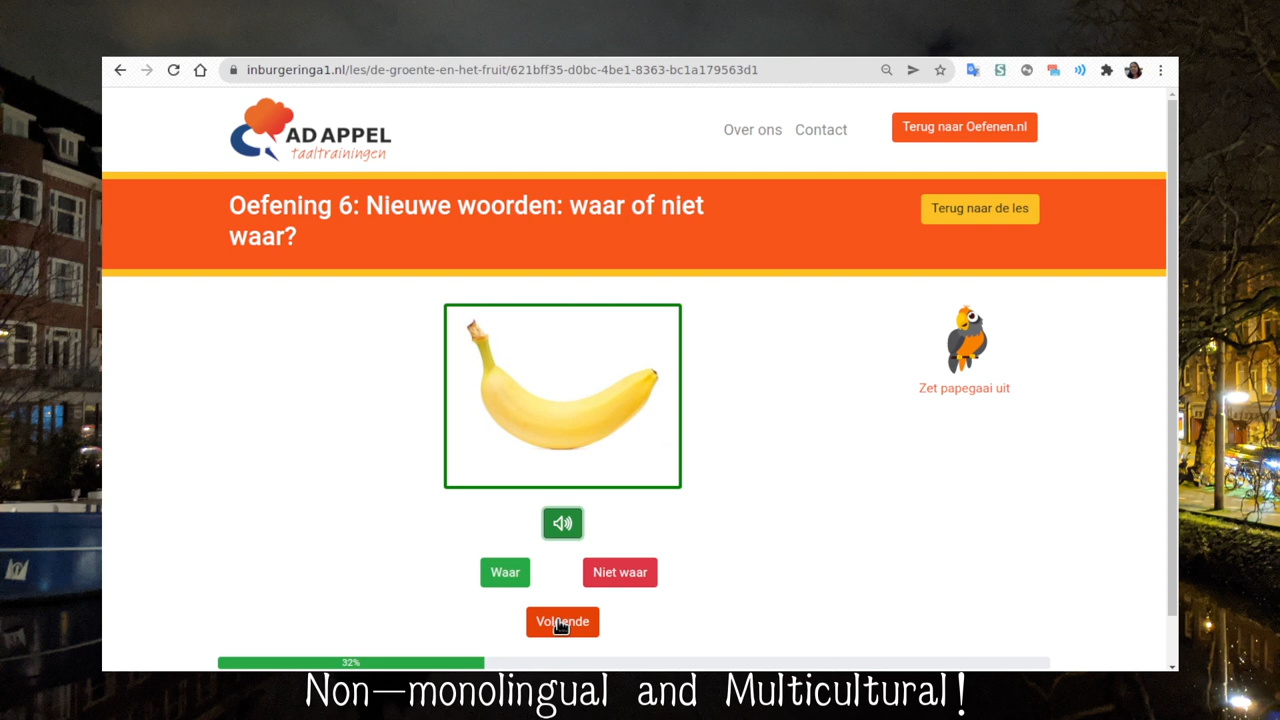 inburgeringa1.nl/les/de-groente-en-het-fruit/621bff35-d0bc-4be1-8363-bc1a179563d1
AD APPEL
taaltrainingen
Over ons
Contact
Terug naar Oefenen.nl
Oefening 6: Nieuwe woorden: waar of niet
waar?
Terug naar de les
Zet papegaai uit
Waar
Niet waar
Volgende
32%
Non-monolingual and Multicultural!